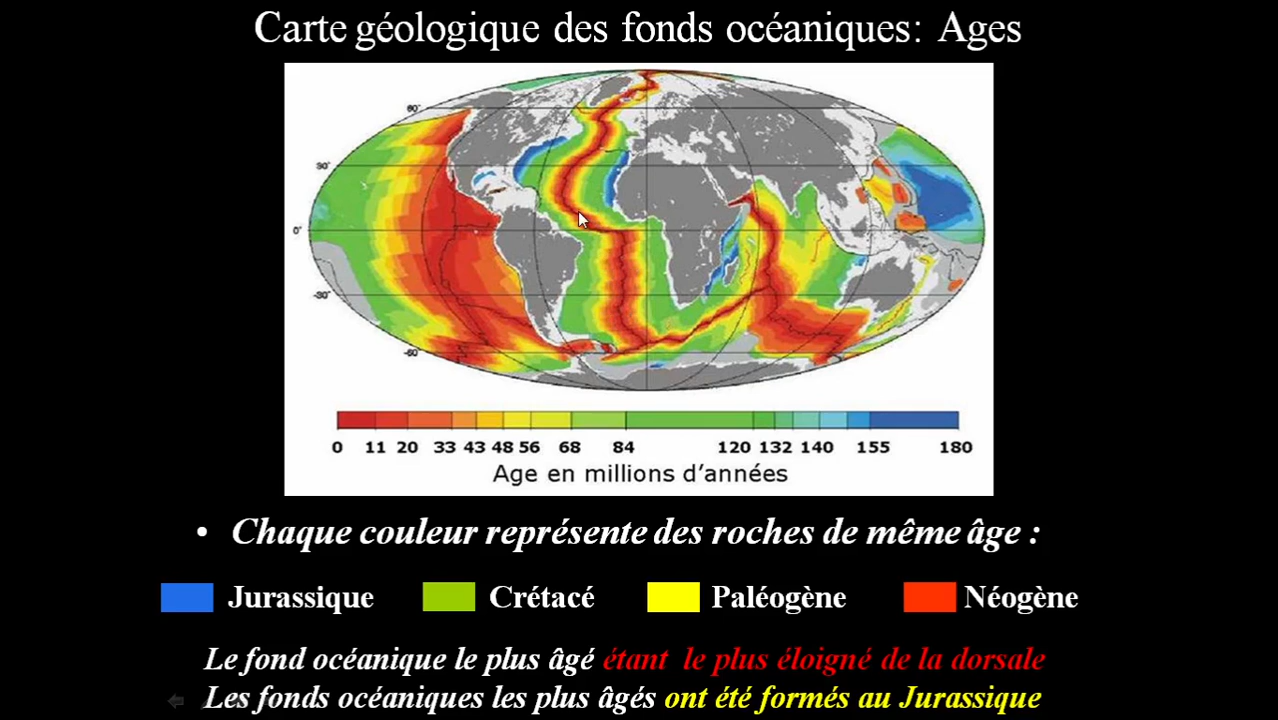 Carte géologique des fonds océaniques: Ages
60°
30°
0°
-30°
-60
0 11 20 33 43 48 56 68 84 120 132 140 155 180
Age en millions d'années
• Chaque couleur représente des roches de même âge :
Jurassique Crétacé Paléogène Néogène
Le fond océanique le plus âgé étant le plus éloigné de la dorsale
Les fonds océaniques les plus âgés ont été formés au Jurassique